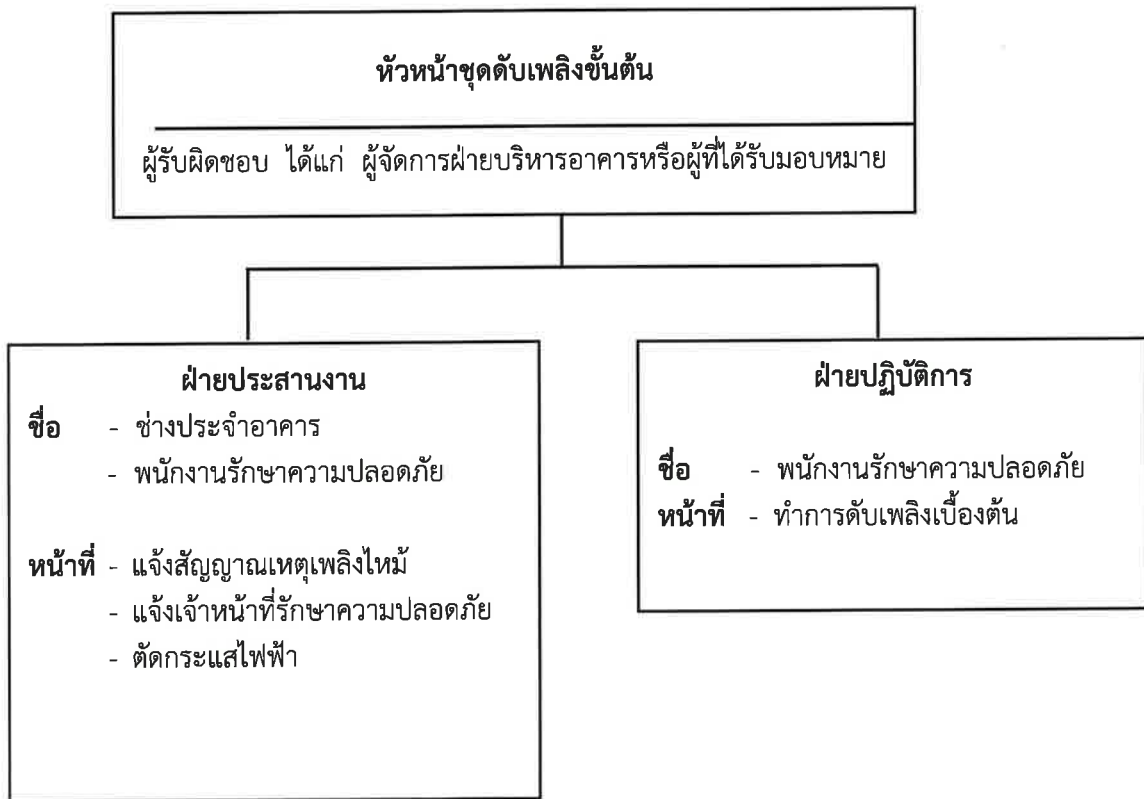 หัวหน้าชุดดับเพลิงขั้นต้น
ผู้รับผิดชอบ ได้แก่ ผู้จัดการฝ่ายบริหารอาคารหรือผู้ที่ได้รับมอบหมาย
ฝ่ายประสานงาน
ชื่อ - ช่างประจำอาคาร
- พนักงานรักษาความปลอดภัย
หน้าที่ - แจ้งสัญญาณเหตุเพลิงไหม้
- แจ้งเจ้าหน้าที่รักษาความปลอดภัย
- ตัดกระแสไฟฟ้า
ฝ่ายปฏิบัติการ
ชื่อ - พนักงานรักษาความปลอดภัย
หน้าที่ - ทำการดับเพลิงเบื้องต้น